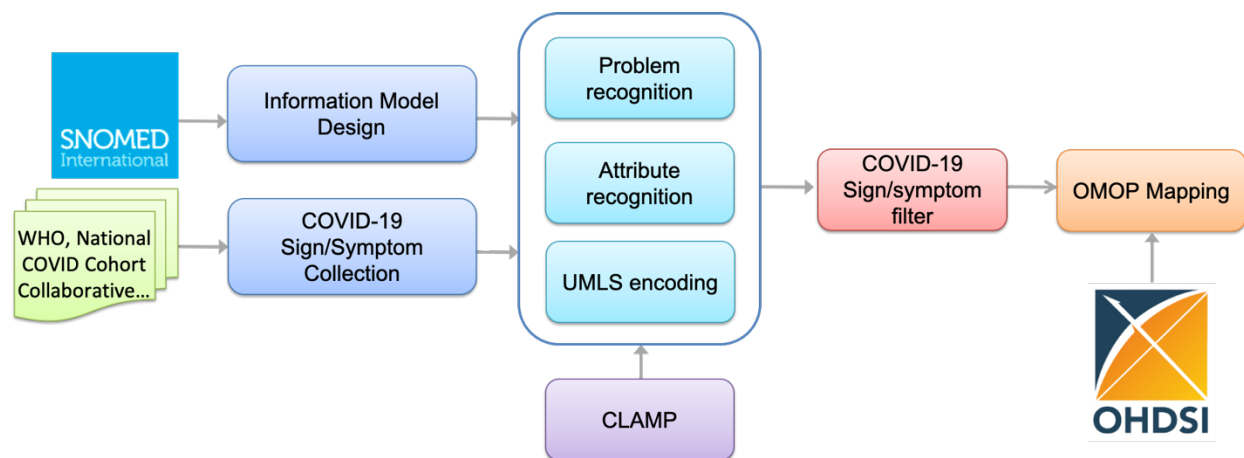 SNOMED
International
Information Model
Design
WHO, National
COVID Cohort
Collaborative…
COVID-19
Sign/Symptom
Collection
Problem
recognition
Attribute
recognition
UMLS encoding
CLAMP
COVID-19
Sign/symptom
filter
OMOP Mapping
OHDSI